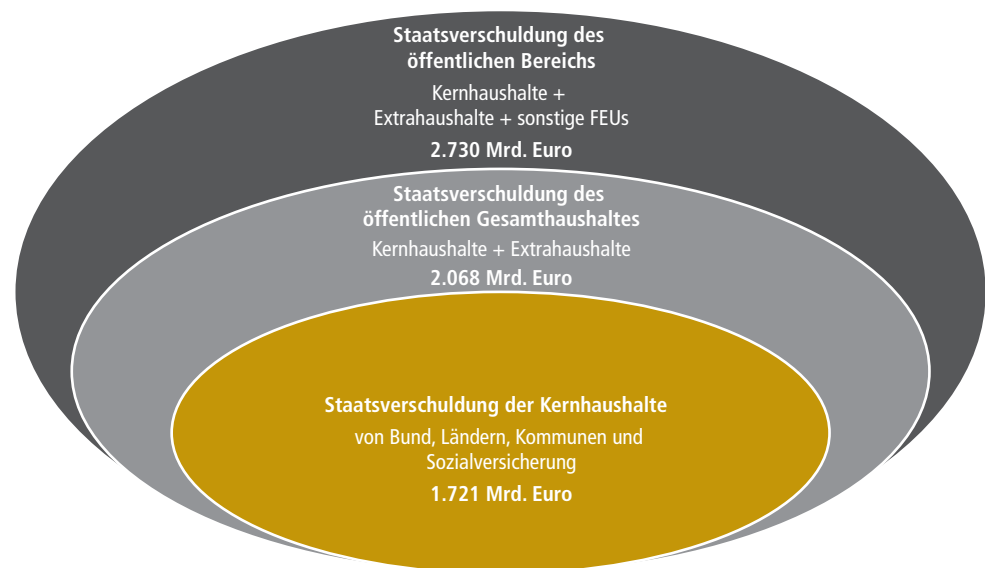 Staatsverschuldung des
öffentlichen Bereichs
Kernhaushalte +
Extrahaushalte + sonstige FEUs
2.730 Mrd. Euro
Staatsverschuldung des
öffentlichen Gesamthaushaltes
Kernhaushalte + Extrahaushalte
2.068 Mrd. Euro
Staatsverschuldung der Kernhaushalte
von Bund, Ländern, Kommunen und
Sozialversicherung
1.721 Mrd. Euro